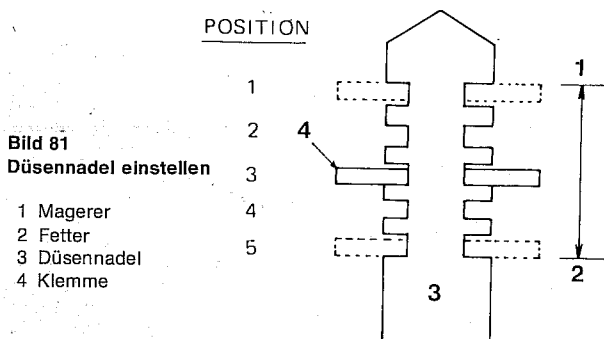 POSITION
1
2
3
4
5
Bild 81
Düsennadel einstellen
1 Magerer
2 Fetter
3 Düsennadel
4 Klemme
4
3
1
2